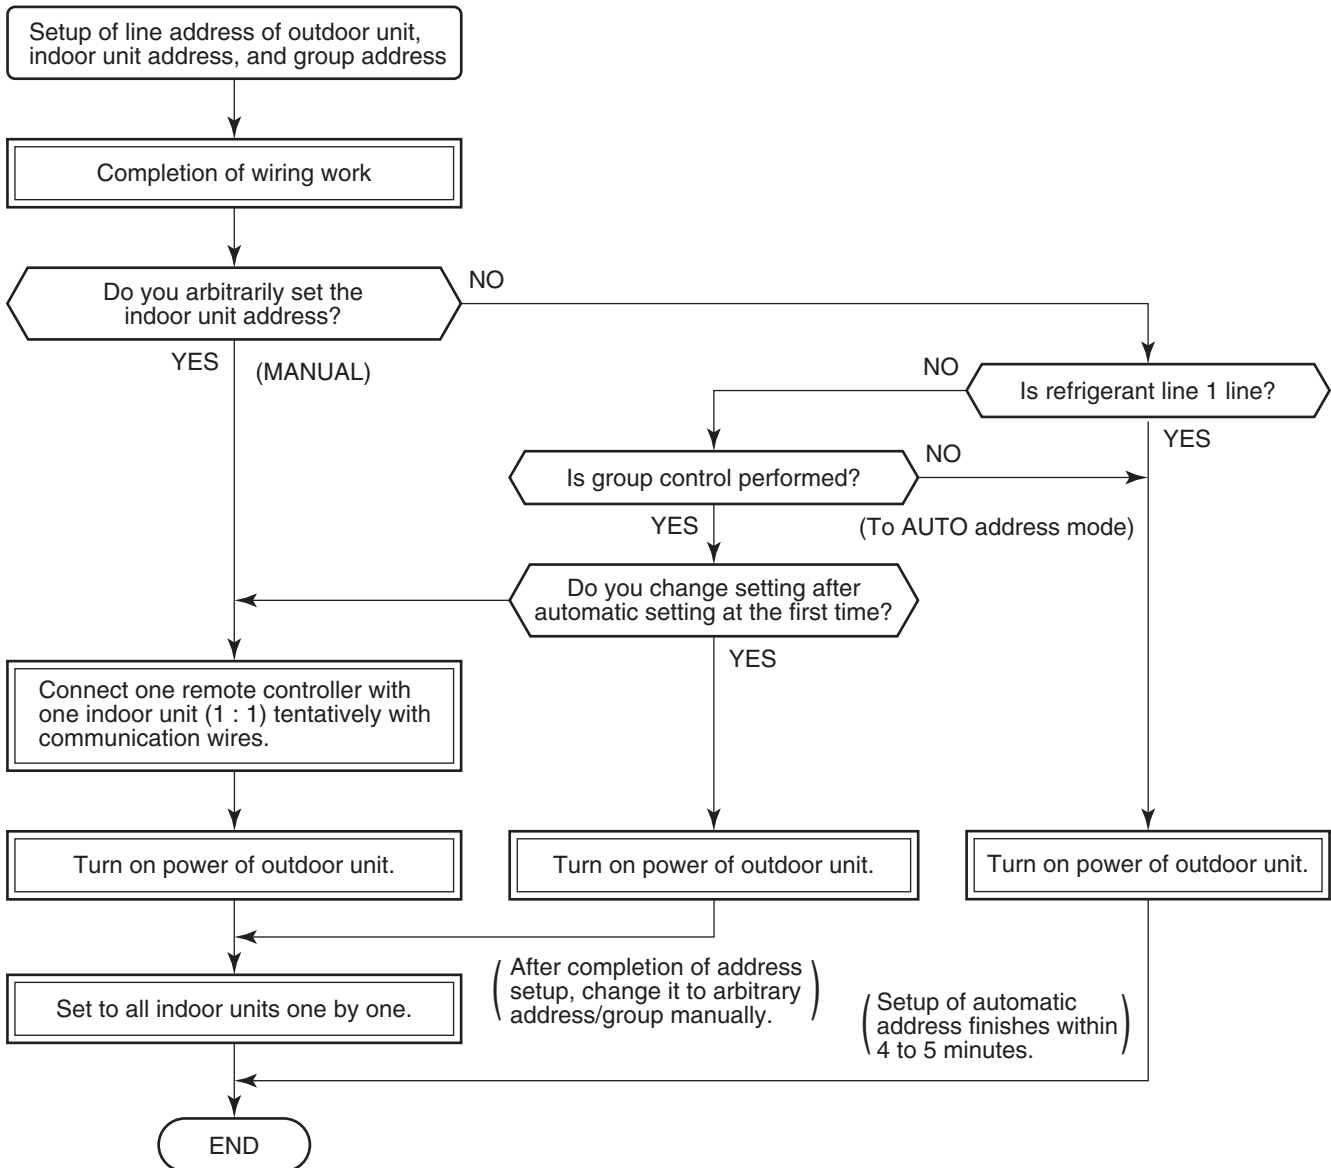 Setup of line address of outdoor unit,
indoor unit address, and group address
Completion of wiring work
Do you arbitrarily set the
indoor unit address?
NO
YES
(MANUAL)
NO
Is refrigerant line 1 line?
YES
Is group control performed?
NO
YES
(To AUTO address mode)
Do you change setting after
automatic setting at the first time?
YES
Connect one remote controller with
one indoor unit (1 : 1) tentatively with
communication wires.
Turn on power of outdoor unit.
Turn on power of outdoor unit.
Turn on power of outdoor unit.
(After completion of address
setup, change it to arbitrary
address/group manually.)
Set to all indoor units one by one.
(Setup of automatic
address finishes within
4 to 5 minutes.)
END